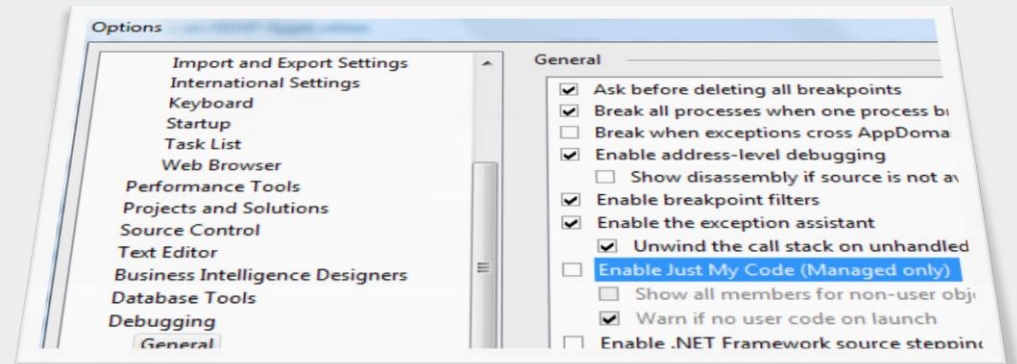 Options
Import and Export Settings
International Settings
Keyboard
Startup
Task List
Web Browser
Performance Tools
Projects and Solutions
Source Control
Text Editor
Business Intelligence Designers
Database Tools
Debugging
General
General
Ask before deleting all breakpoints
Break all processes when one process
Break when exceptions cross
Enable address-level debugging
Show disassembly if source is not
Enable breakpoint filters
Enable the exception assistant
Unwind the call stack on unhandled
Enable Just My Code (Managed only)
Show all members for non-user
Warn if no user code on launch
Enable .NET Framework source